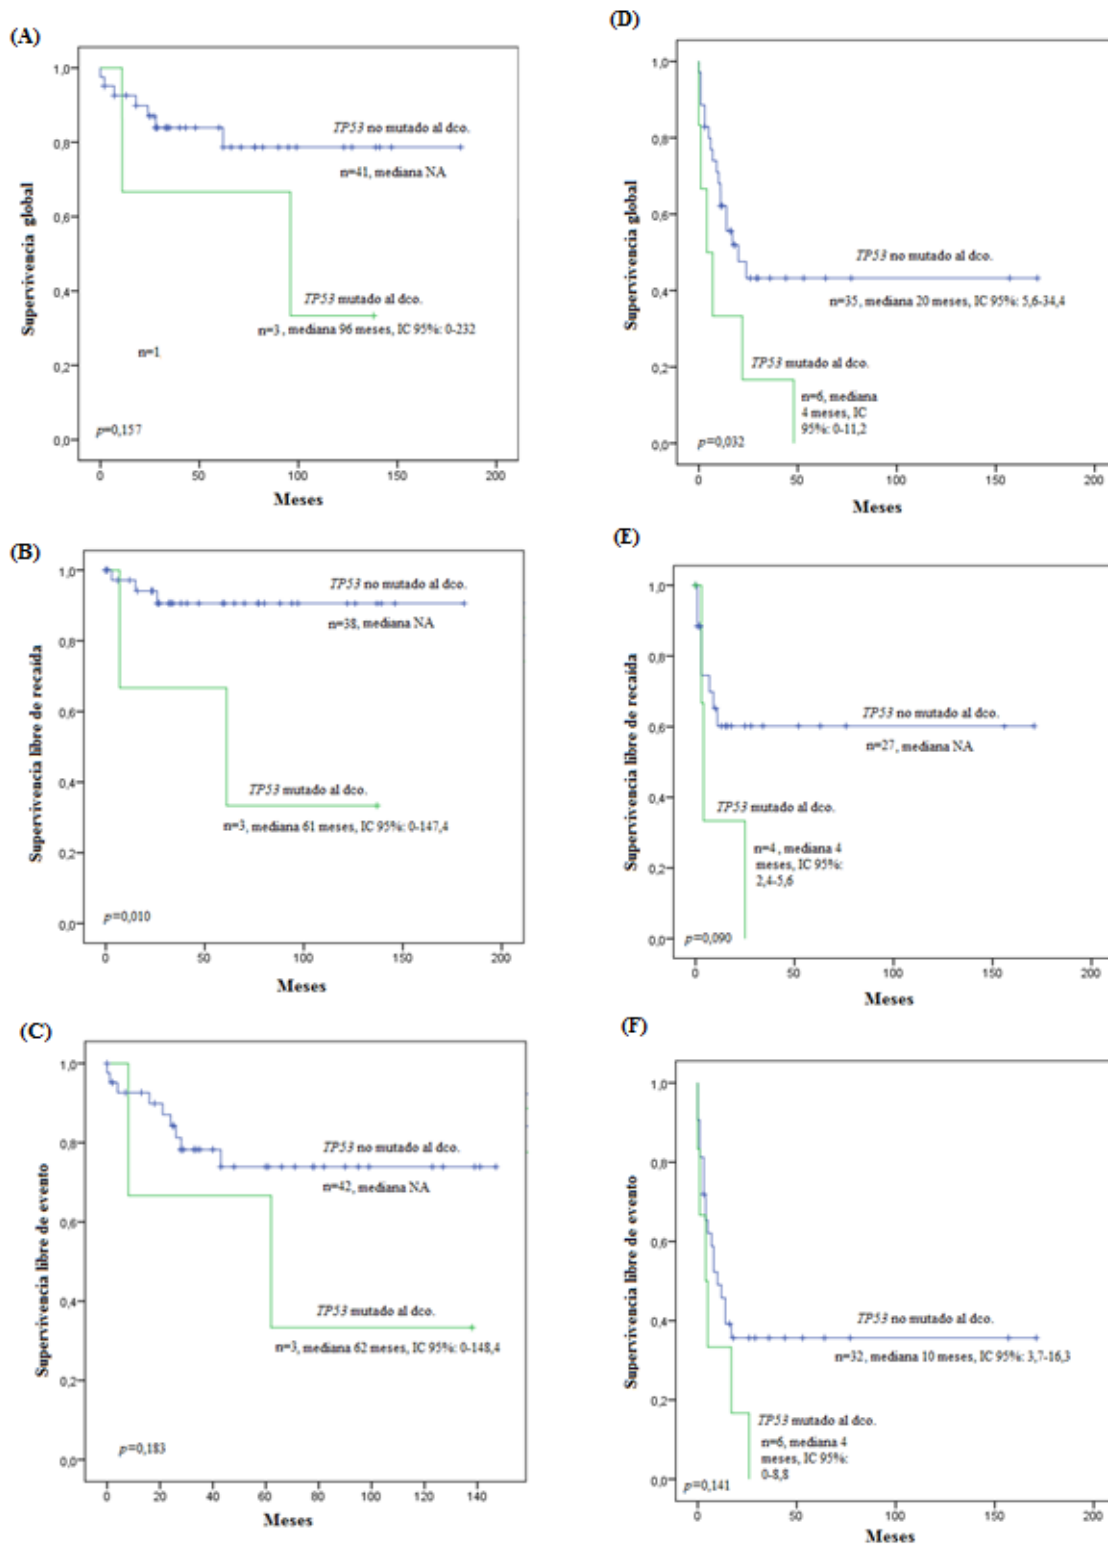 (A)
Supervivencia global
1,0
0,8
0,6
0,4
0,2
0,0
TP53 no mutado al dco.
n=41, mediana NA
TP53 mutado al dco.
n=3, mediana 96 meses, IC 95%: 0-232
n=1
p=0,157
0 50 100 150 200
Meses
(B)
Supervivencia libre de recaída
1,0
0,8
0,6
0,4
0,2
0,0
TP53 no mutado al dco.
n=38, mediana NA
TP53 mutado al dco.
n=3, mediana 61 meses, IC 95%: 0-147,4
p=0,010
0 50 100 150 200
Meses
(C)
Supervivencia libre de evento
1,0
0,8
0,6
0,4
0,2
0,0
TP53 no mutado al dco.
n=42, mediana NA
TP53 mutado al dco.
n=3, mediana 62 meses, IC 95%: 0-148,4
p=0,183
0 20 40 60 80 100 120 140
Meses
(D)
Supervivencia global
1,0
0,8
0,6
0,4
0,2
0,0
TP53 no mutado al dco.
n=35, mediana 20 meses, IC 95%: 5,6-34,4
TP53 mutado al dco.
n=6, mediana
4 meses, IC
95%: 0-11,2
p=0,032
0 50 100 150 200
Meses
(E)
Supervivencia libre de recaída
1,0
0,8
0,6
0,4
0,2
0,0
TP53 no mutado al dco.
n=27, mediana NA
TP53 mutado al dco.
n=4 , mediana 4
meses, IC 95%:
2,4-5,6
p=0,090
0 50 100 150 200
Meses
(F)
Supervivencia libre de evento
1,0
0,8
0,6
0,4
0,2
0,0
TP53 no mutado al dco.
n=32, mediana 10 meses, IC 95%: 3,7-16,3
TP53 mutado al dco.
n=6, mediana 4
meses, IC 95%:
0-8,8
p=0,141
0 50 100 150 200
Meses